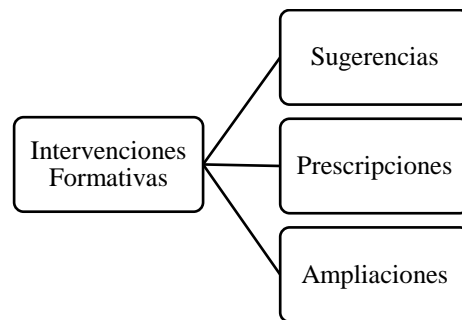 Intervenciones
Formativas
Sugerencias
Prescripciones
Ampliaciones